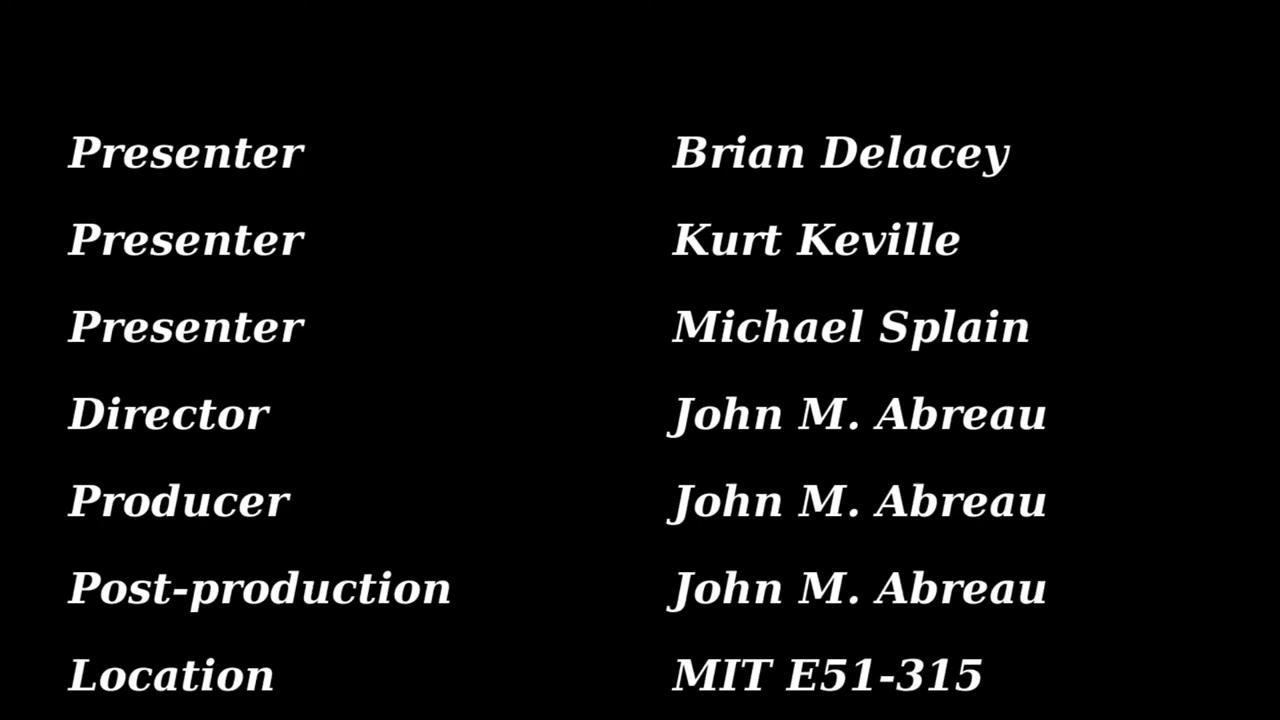 Presenter Brian Delacey
Presenter Kurt Keville
Presenter Michael Splain
Director John M. Abreau
Producer John M. Abreau
Post-production John M. Abreau
Location MIT E51-315